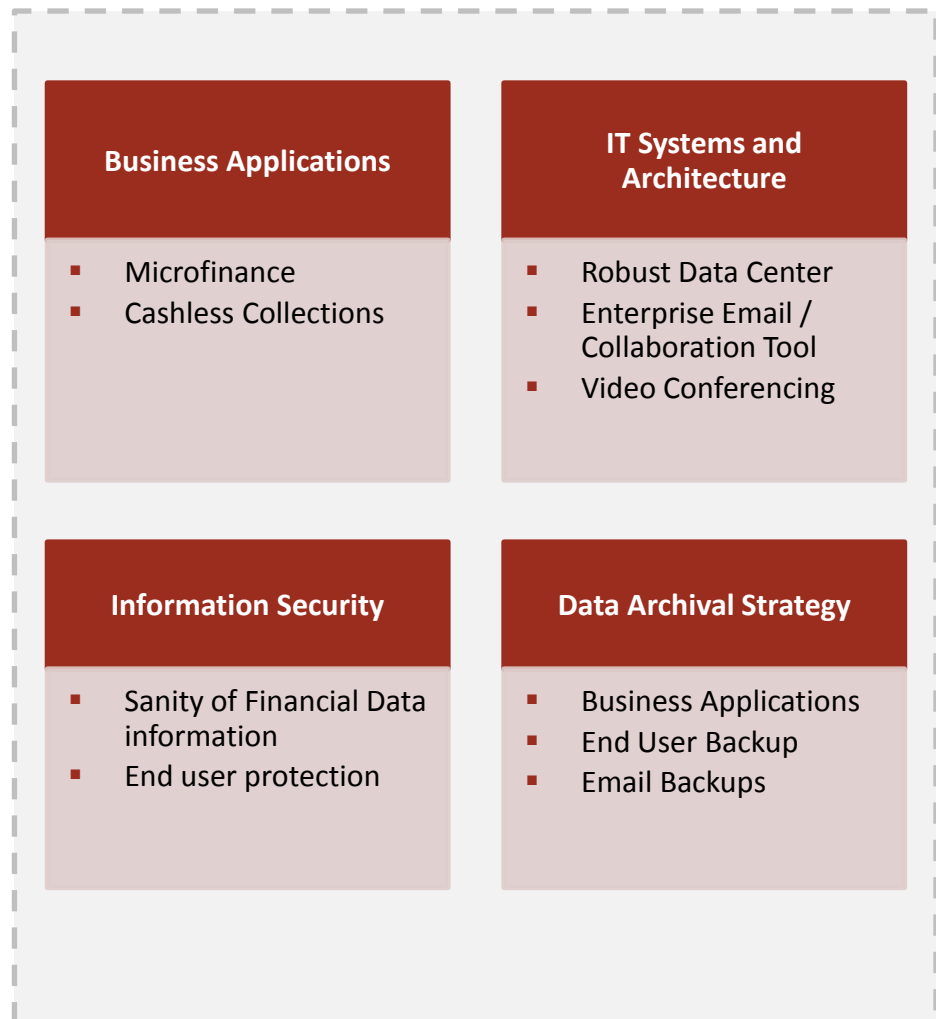 Business Applications
▪ Microfinance
▪ Cashless Collections
IT Systems and
Architecture
▪ Robust Data Center
▪ Enterprise Email /
Collaboration Tool
▪ Video Conferencing
Information Security
▪ Sanity of Financial Data
information
▪ End user protection
Data Archival Strategy
▪ Business Applications
▪ End User Backup
▪ Email Backups